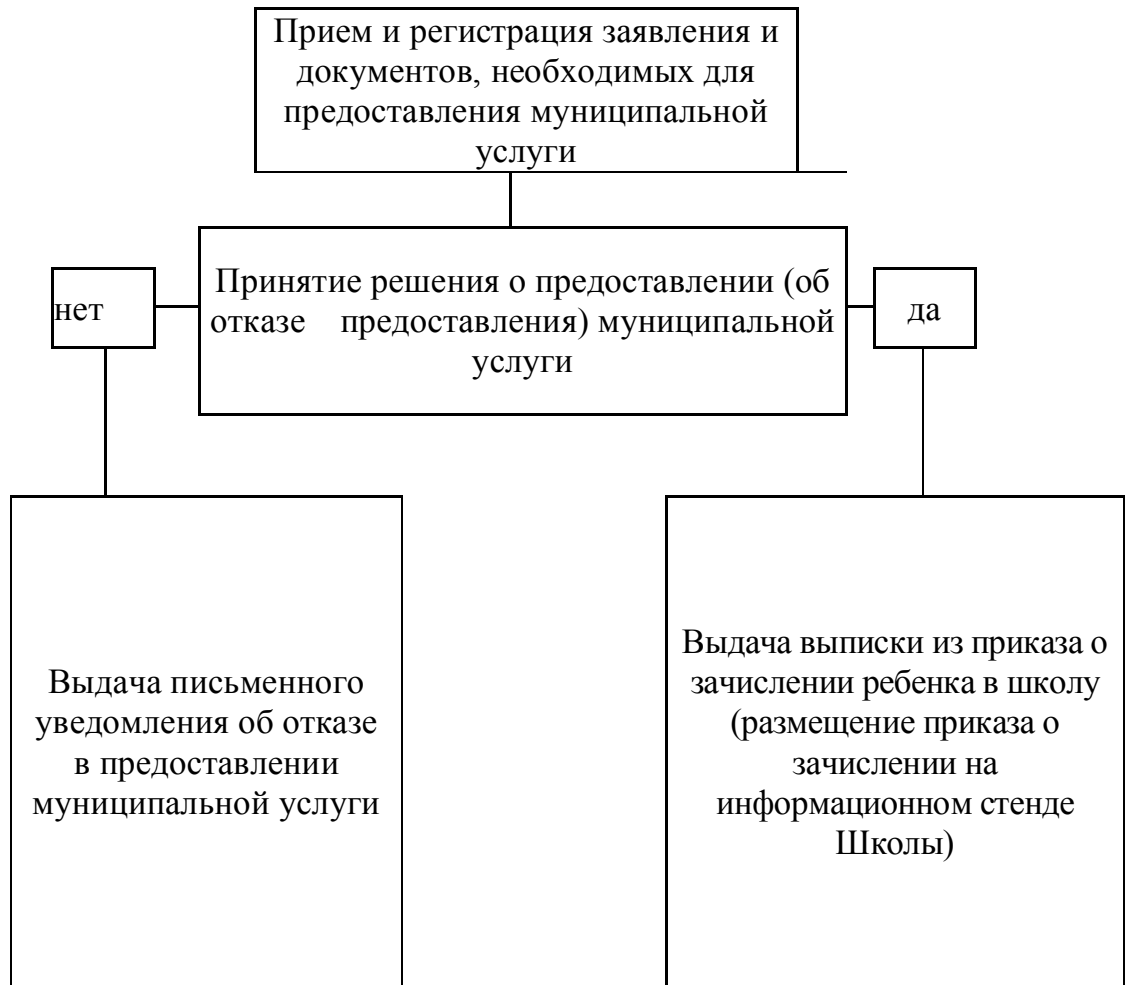 Прием и регистрация заявления и
документов, необходимых для
предоставления муниципальной
услуги
Принятие решения о предоставлении (об
отказе предоставления) муниципальной
услуги
нет
да
Выдача письменного
уведомления об отказе
в предоставлении
муниципальной услуги
Выдача выписки из приказа о
зачислении ребенка в школу
(размещение приказа о
зачислении на
информационном стенде
Школы)